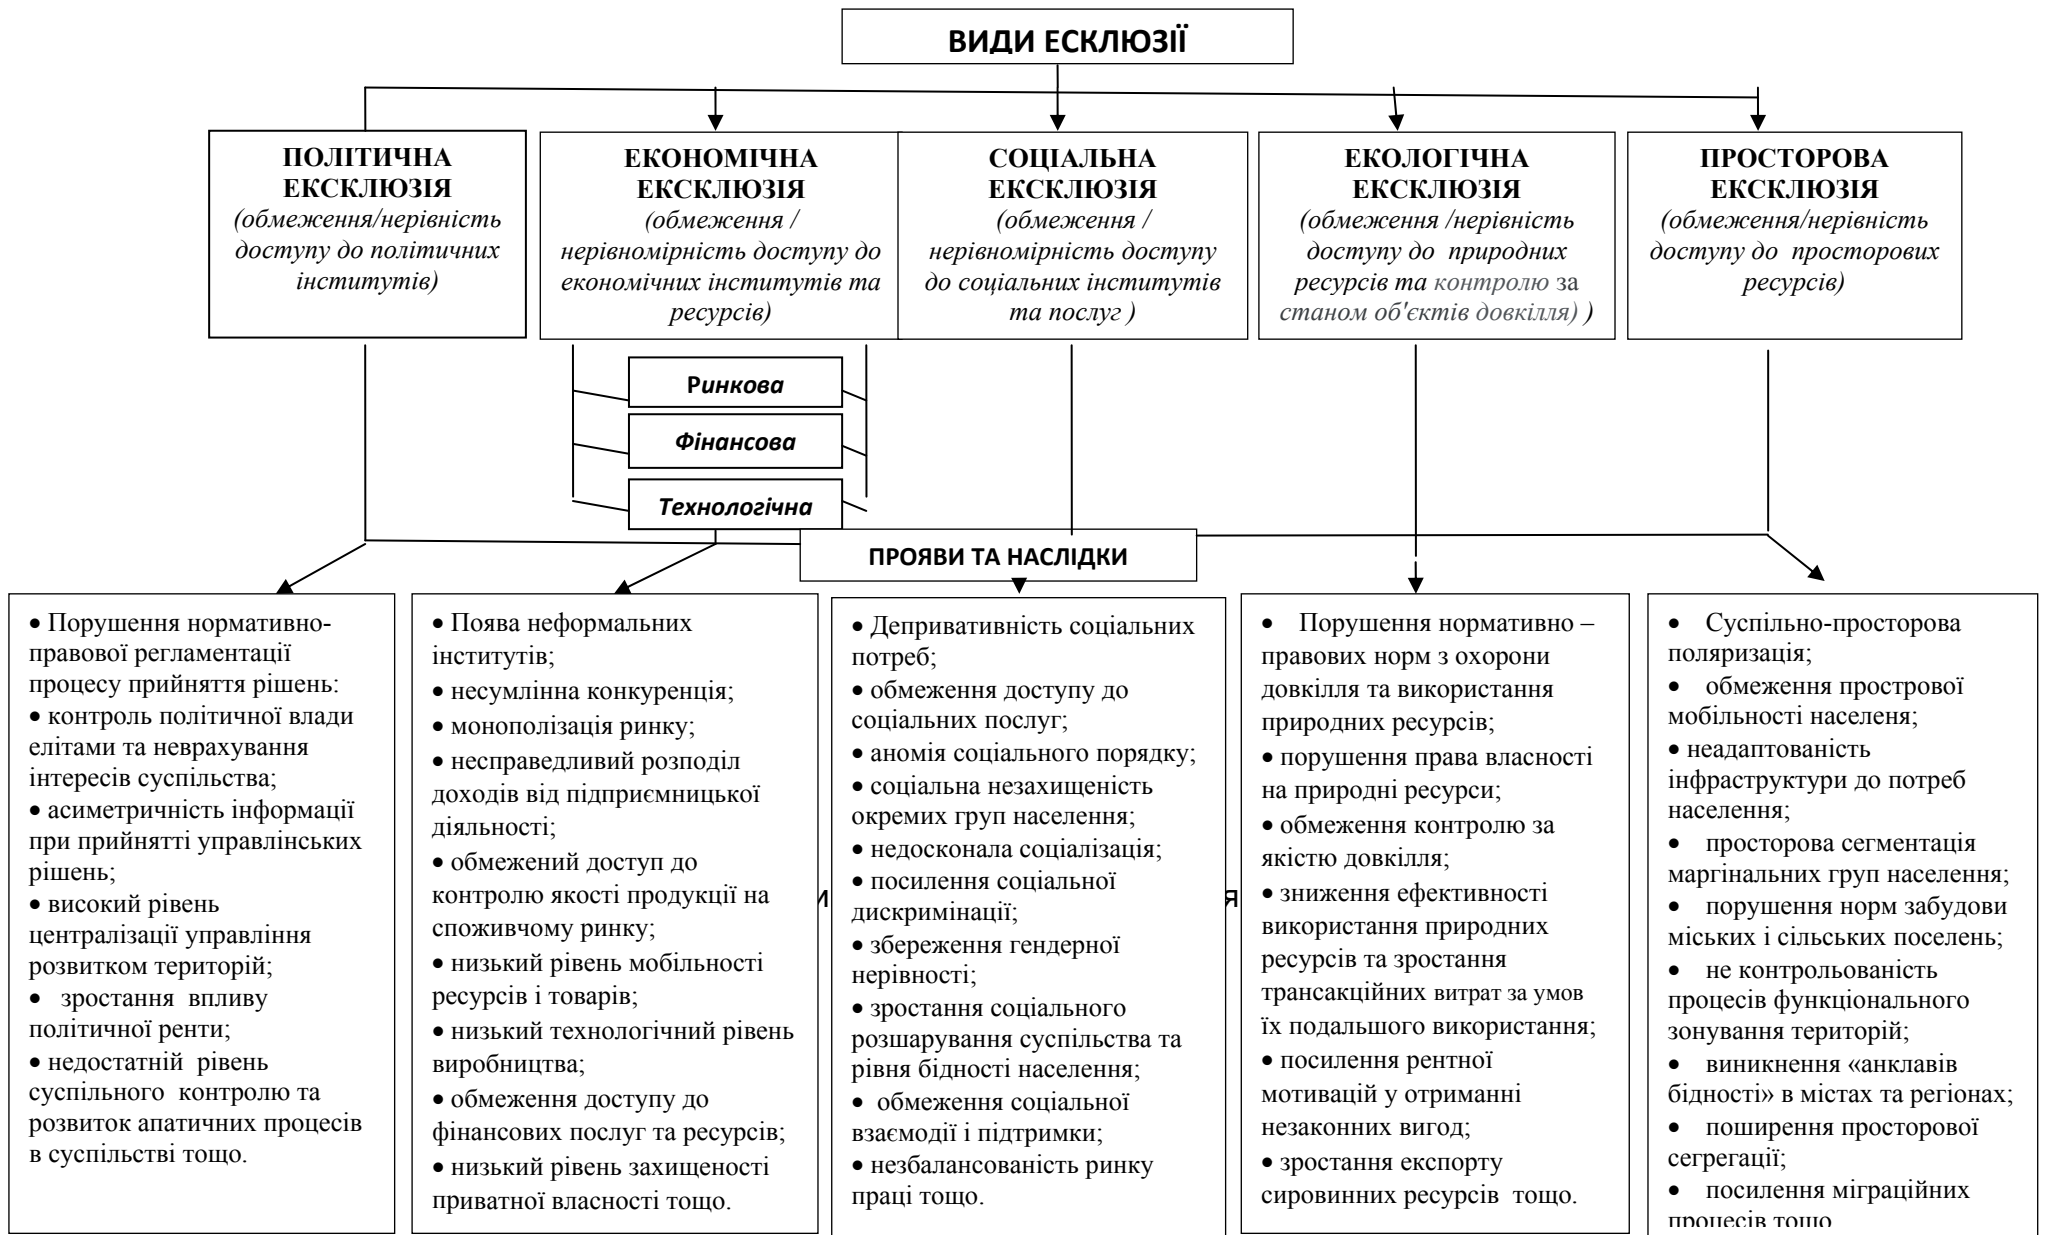 ВИДИ ЕСКЛЮЗІЇ
ПОЛІТИЧНА
ЕКСКЛЮЗІЯ
(обмеження/нерівність
доступу до політичних
інститутів)
ЕКОНОМІЧНА
ЕКСКЛЮЗІЯ
(обмеження /
нерівномірність доступу до
економічних інститутів та
ресурсів)
СОЦІАЛЬНА
ЕКСКЛЮЗІЯ
(обмеження /
нерівномірність доступу
до соціальних інститутів
та послуг )
ЕКОЛОГІЧНА
ЕКСКЛЮЗІЯ
(обмеження /нерівність
доступу до природних
ресурсів та контролю за
станом об'єктів довкілля) )
ПРОСТОРОВА
ЕКСКЛЮЗІЯ
(обмеження/нерівність
доступу до просторових
ресурсів)
Ринкова
Фінансова
Технологічна
ПРОЯВИ ТА НАСЛІДКИ
• Порушення нормативно-
правової регламентації
процесу прийняття рішень:
• контроль політичної влади
елітами та неврахування
інтересів суспільства;
• асиметричність інформації
при прийнятті управлінських
рішень;
• високий рівень
централізації управління
розвитком територій;
• зростання впливу
політичної ренти;
• недостатній рівень
суспільного контролю та
розвиток апатичних процесів
в суспільстві тощо.
• Поява неформальних
інститутів;
• несумлінна конкуренція;
• монополізація ринку;
• несправедливий розподіл
доходів від підприємницької
діяльності;
• обмежений доступ до
контролю якості продукції на
споживчому ринку;
• низький рівень мобільності
ресурсів і товарів;
• низький технологічний рівень
виробництва;
• обмеження доступу до
фінансових послуг та ресурсів;
• низький рівень захищеності
приватної власності тощо.
и
• Депривативність соціальних
потреб;
• обмеження доступу до
соціальних послуг;
• аномія соціального порядку;
• соціальна незахищеність
окремих груп населення;
• недосконала соціалізація;
• посилення соціальної
дискримінації;
• збереження гендерної
нерівності;
• зростання соціального
розшарування суспільства та
рівня бідності населення;
• обмеження соціальної
взаємодії і підтримки;
• незбалансованість ринку
праці тощо.
я
• Порушення нормативно –
правових норм з охорони
довкілля та використання
природних ресурсів;
• порушення права власності
на природні ресурси;
• обмеження контролю за
якістю довкілля;
• зниження ефективності
використання природних
ресурсів та зростання
трансакційних витрат за умов
їх подальшого використання;
• посилення рентної
мотивацій у отриманні
незаконних вигод;
• зростання експорту
сировинних ресурсів тощо.
• Суспільно-просторова
поляризація;
• обмеження прострової
мобільності населеня;
• неадаптованість
інфраструктури до потреб
населення;
• просторова сегментація
маргінальних груп населення;
• порушення норм забудови
міських і сільських поселень;
• не контрольованість
процесів функціонального
зонування територій;
• виникнення «анклавів
бідності» в містах та регіонах;
• поширення просторової
сегрегації;
• посилення міграційних
процесів тощо